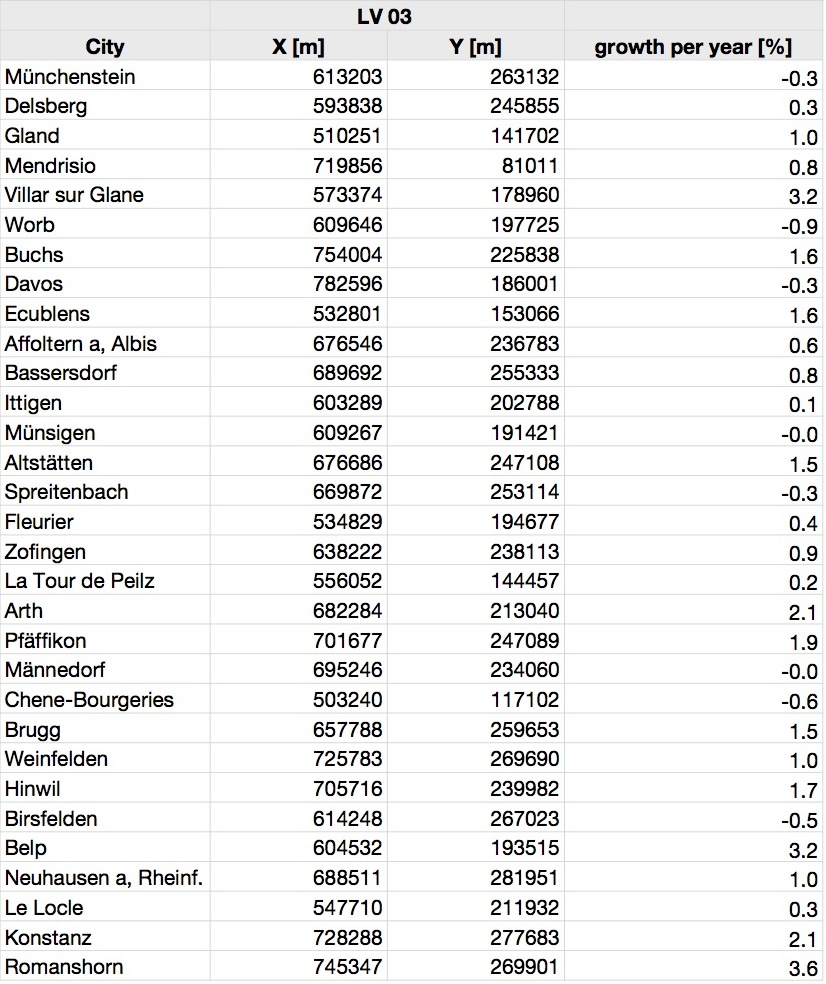 LV 03
City X [m] Y [m] growth per year [%]
Münchenstein 613203 263132 -0.3
Delsberg 593838 245855 0.3
Gland 510251 141702 1.0
Mendrisio 719856 81011 0.8
Villar sur Glane 573374 178960 3.2
Worb 609646 197725 -0.9
Buchs 754004 225838 1.6
Davos 782596 186001 -0.3
Ecublens 532801 153066 1.6
Affoltern a, Albis 676546 236783 0.6
Bassersdorf 689692 255333 0.8
Ittigen 603289 202788 0.1
Münsigen 609267 191421 -0.0
Altstätten 676686 247108 1.5
Spreitenbach 669872 253114 -0.3
Fleurier 534829 194677 0.4
Zofingen 638222 238113 0.9
La Tour de Peilz 556052 144457 0.2
Arth 682284 213040 2.1
Pfäffikon 701677 247089 1.9
Männedorf 695246 234060 -0.0
Chene-Bourgeries 503240 117102 -0.6
Brugg 657788 259653 1.5
Weinfelden 725783 269690 1.0
Hinwil 705716 239982 1.7
Birsfelden 614248 267023 -0.5
Belp 604532 193515 3.2
Neuhausen a, Rheinf. 688511 281951 1.0
Le Locle 547710 211932 0.3
Konstanz 728288 277683 2.1
Romanshorn 745347 269901 3.6